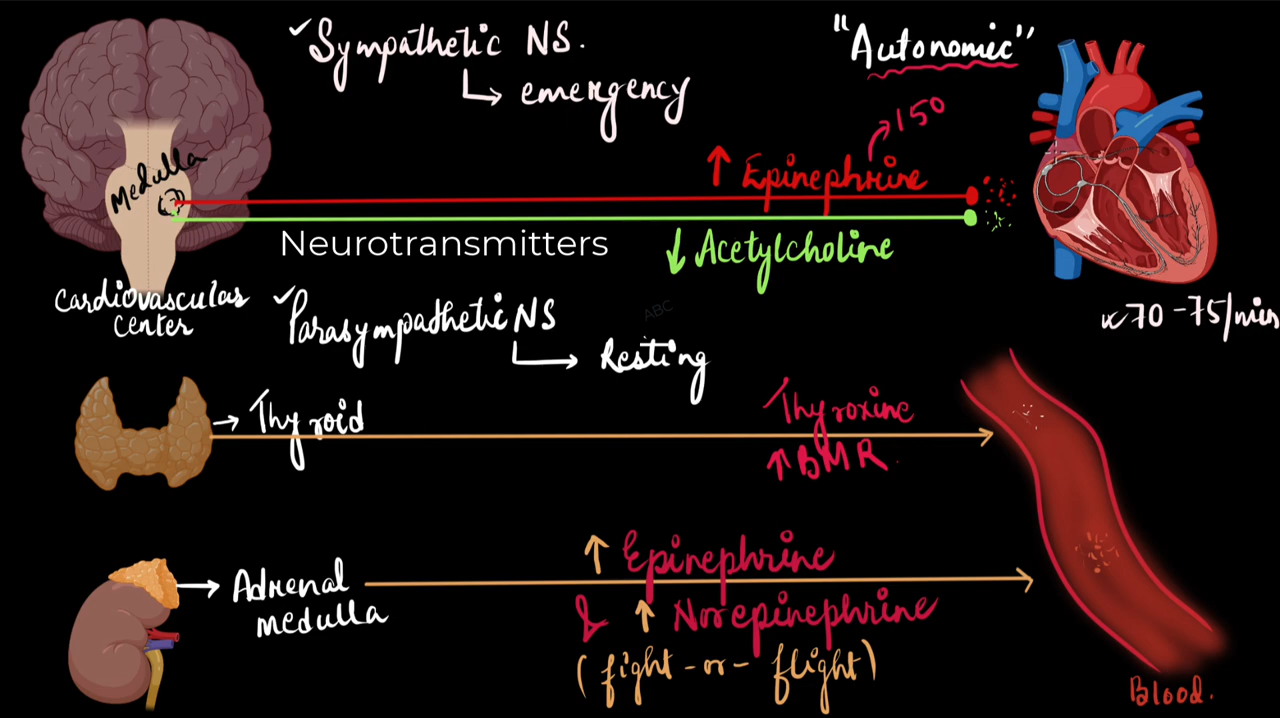 ✓Sympathetic NS.
↳ emergency
"Autonomic"
150
↑ Epinephrine
Medulla
Neurotransmitters
↓ Acetylcholine
Cardiovascular
center
✓Parasympathetic NS
↳ Resting
ABC
70-75/min
→ Thyroid
Thyroxine
↑ BMR.
→ Adrenal
medulla
↑ Epinephrine
& ↑ Norepinephrine
(fight-or-flight)
Blood.